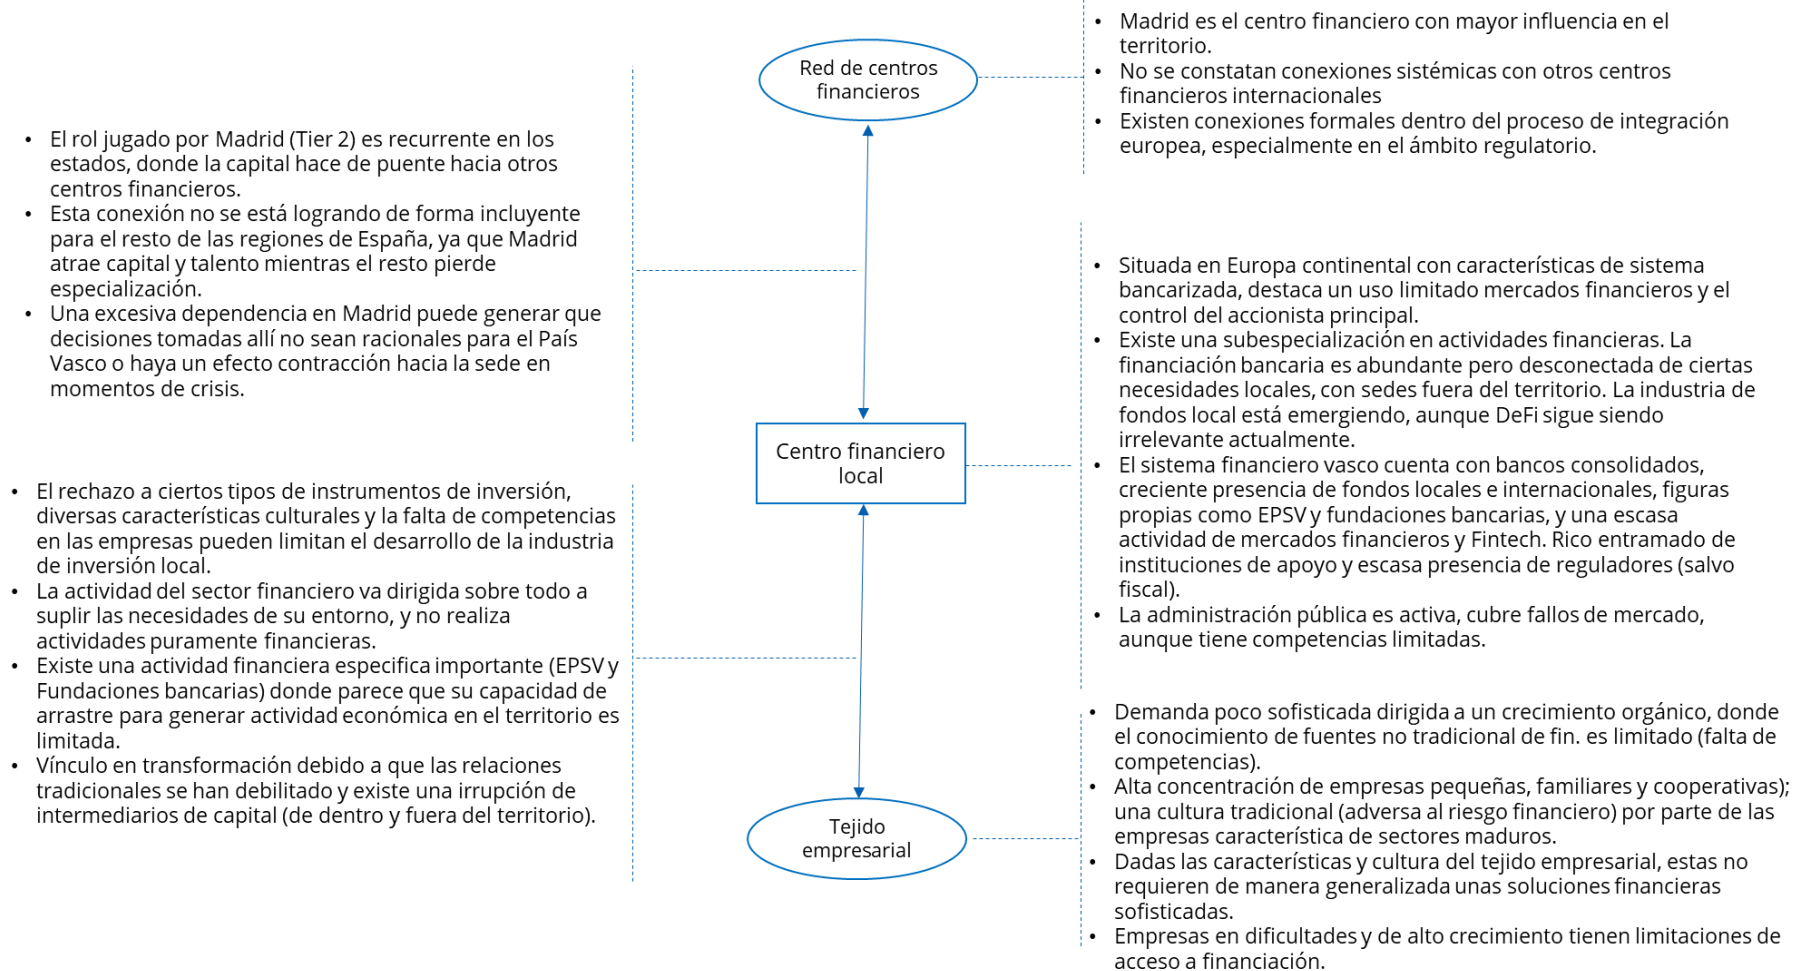 Red de centros
financieros
• Madrid es el centro financiero con mayor influencia en el
territorio.
• No se constatan conexiones sistémicas con otros centros
financieros internacionales
• Existen conexiones formales dentro del proceso de integración
europea, especialmente en el ámbito regulatorio.
• El rol jugado por Madrid (Tier 2) es recurrente en los
estados, donde la capital hace de puente hacia otros
centros financieros.
• Esta conexión no se está logrando de forma incluyente
para el resto de las regiones de España, ya que Madrid
atrae capital y talento mientras el resto pierde
especialización.
• Una excesiva dependencia en Madrid puede generar que
decisiones tomadas allí no sean racionales para el País
Vasco o haya un efecto contracción hacia la sede en
momentos de crisis.
Centro financiero
local
• Situada en Europa continental con características de sistema
bancarizada, destaca un uso limitado mercados financieros y el
control del accionista principal.
• Existe una subespecialización en actividades financieras. La
financiación bancaria es abundante pero desconectada de ciertas
necesidades locales, con sedes fuera del territorio. La industria de
fondos local está emergiendo, aunque DeFi sigue siendo
irrelevante actualmente.
• El sistema financiero vasco cuenta con bancos consolidados,
creciente presencia de fondos locales e internacionales, figuras
propias como EPSV y fundaciones bancarias, y una escasa
actividad de mercados financieros y Fintech. Rico entramado de
instituciones de apoyo y escasa presencia de reguladores (salvo
fiscal).
• La administración pública es activa, cubre fallos de mercado,
aunque tiene competencias limitadas.
• El rechazo a ciertos tipos de instrumentos de inversión,
diversas características culturales y la falta de competencias
en las empresas pueden limitan el desarrollo de la industria
de inversión local.
• La actividad del sector financiero va dirigida sobre todo a
suplir las necesidades de su entorno, y no realiza
actividades puramente financieras.
• Existe una actividad financiera especifica importante (EPSV y
Fundaciones bancarias) donde parece que su capacidad de
arrastre para generar actividad económica en el territorio es
limitada.
• Vínculo en transformación debido a que las relaciones
tradicionales se han debilitado y existe una irrupción de
intermediarios de capital (de dentro y fuera del territorio).
Tejido
empresarial
• Demanda poco sofisticada dirigida a un crecimiento orgánico, donde
el conocimiento de fuentes no tradicional de fin. es limitado (falta de
competencias).
• Alta concentración de empresas pequeñas, familiares y cooperativas);
una cultura tradicional (adversa al riesgo financiero) por parte de las
empresas característica de sectores maduros.
• Dadas las características y cultura del tejido empresarial, estas no
requieren de manera generalizada unas soluciones financieras
sofisticadas.
• Empresas en dificultades y de alto crecimiento tienen limitaciones de
acceso a financiación.